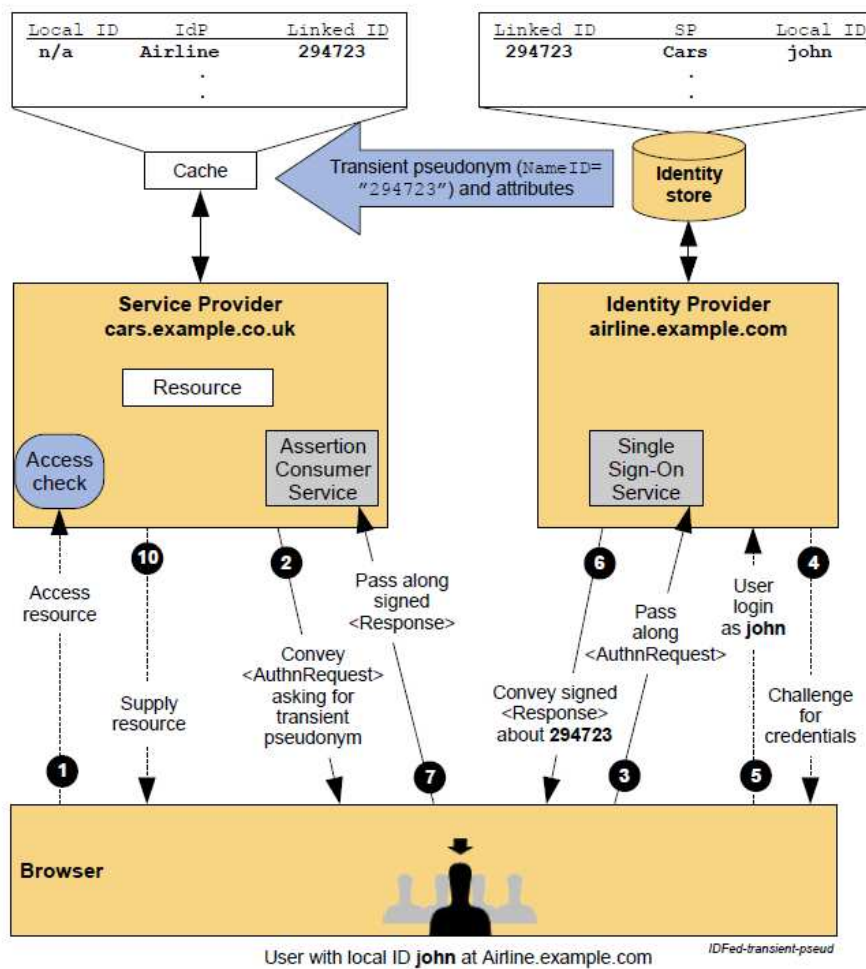 Local ID IdP Linked ID
n/a Airline 294723
.
.
Linked ID SP Local ID
294723 Cars john
.
.
Cache
Transient pseudonym (NameID=
"294723") and attributes
Identity
store
Service Provider
cars.example.co.uk
Identity Provider
airline.example.com
Resource
Access
check
Assertion
Consumer
Service
Single
Sign-On
Service
10
2
6
4
Access
resource
Supply
resource
Convey
<AuthnRequest>
asking for
transient
pseudonym
Pass along
signed
<Response>
Convey signed
<Response>
about 294723
Pass
along
<AuthnRequest>
User
login
as john
Challenge
for
credentials
1
7
3
5
Browser
User with local ID john at Airline.example.com
IDFed-transient-pseud